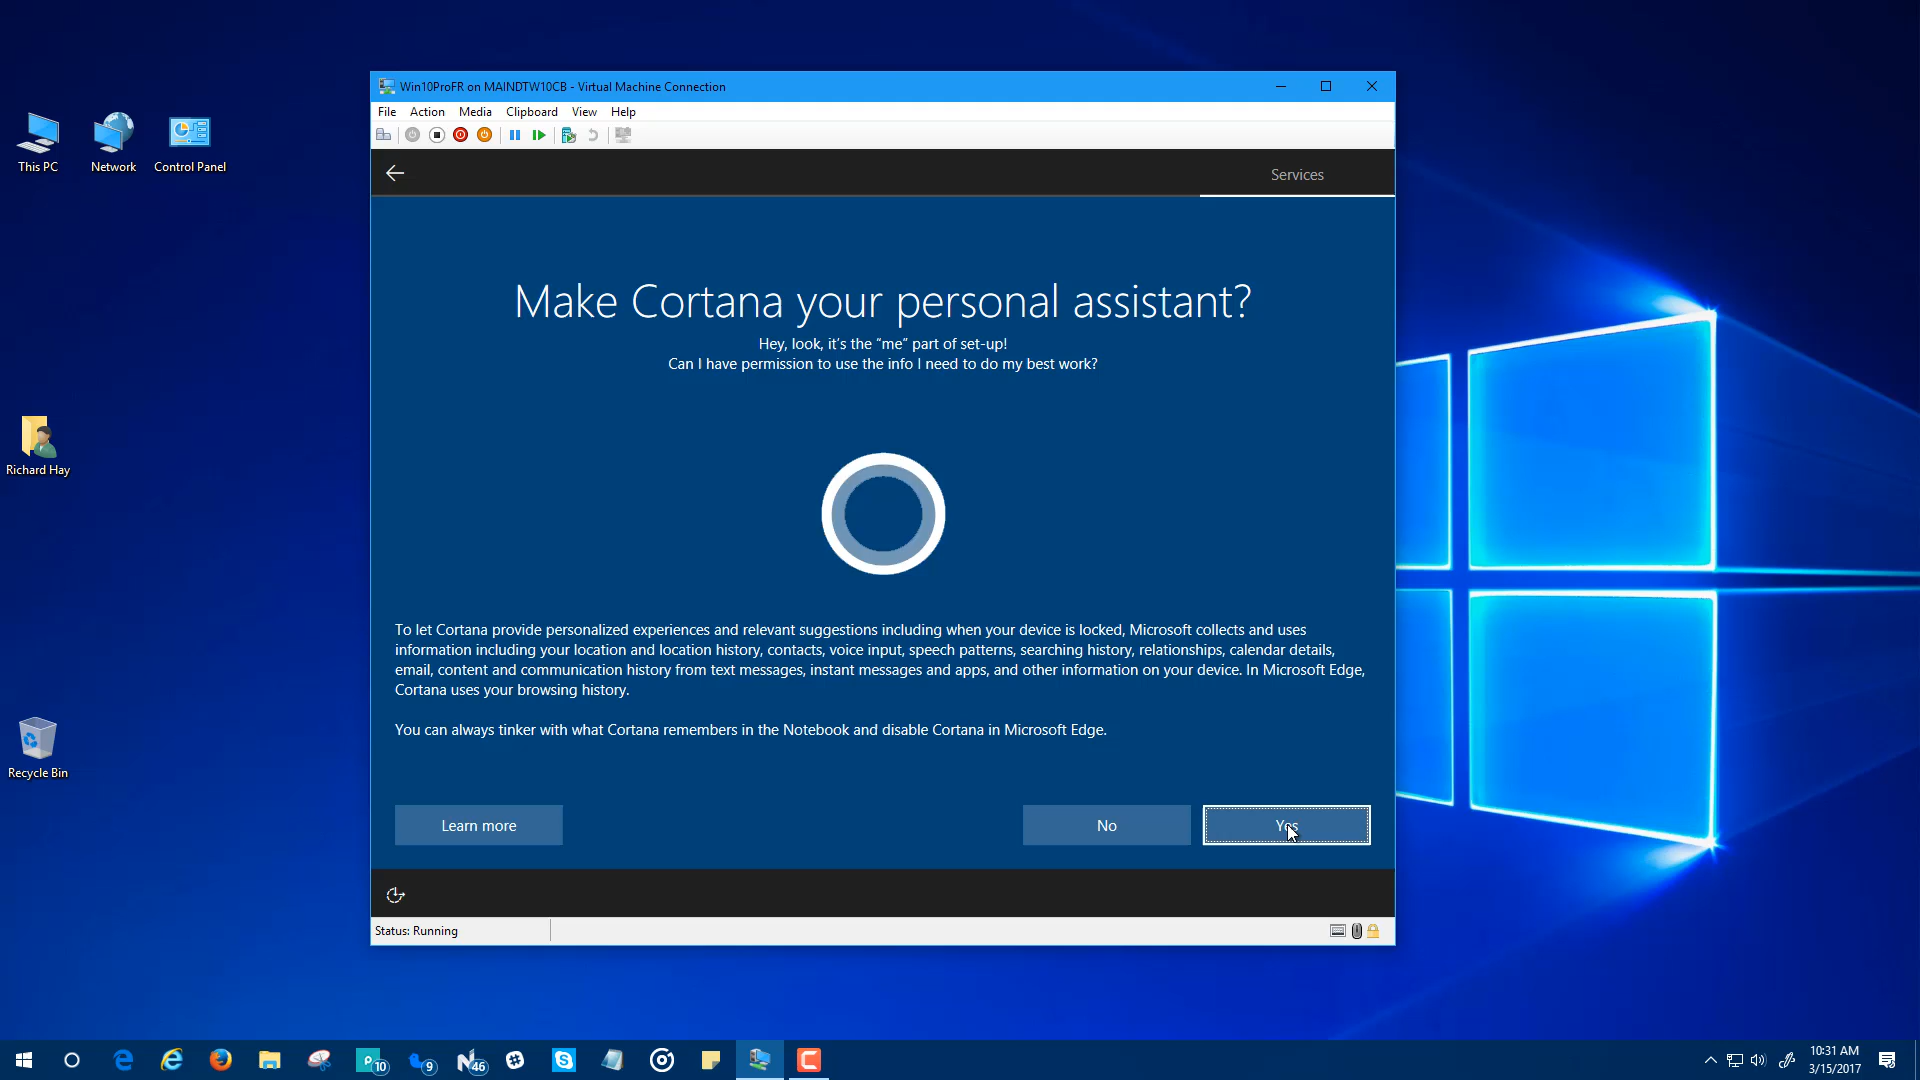 Win10ProFR on MAINDTW10CB - Virtual Machine Connection
File Action Media Clipboard View Help
Services
Make Cortana your personal assistant?
Hey, look, it's the “me” part of set-up!
Can I have permission to use the info I need to do my best work?
To let Cortana provide personalized experiences and relevant suggestions including when your device is locked, Microsoft collects and uses
information including your location and location history, contacts, voice input, speech patterns, searching history, relationships, calendar details,
email, content and communication history from text messages, instant messages and apps, and other information on your device. In Microsoft Edge,
Cortana uses your browsing history.
You can always tinker with what Cortana remembers in the Notebook and disable Cortana in Microsoft Edge.
Learn more
No
Yes
Status: Running
This PC
Network
Control Panel
Richard Hay
Recycle Bin
10
9
46
10:31 AM
3/15/2017